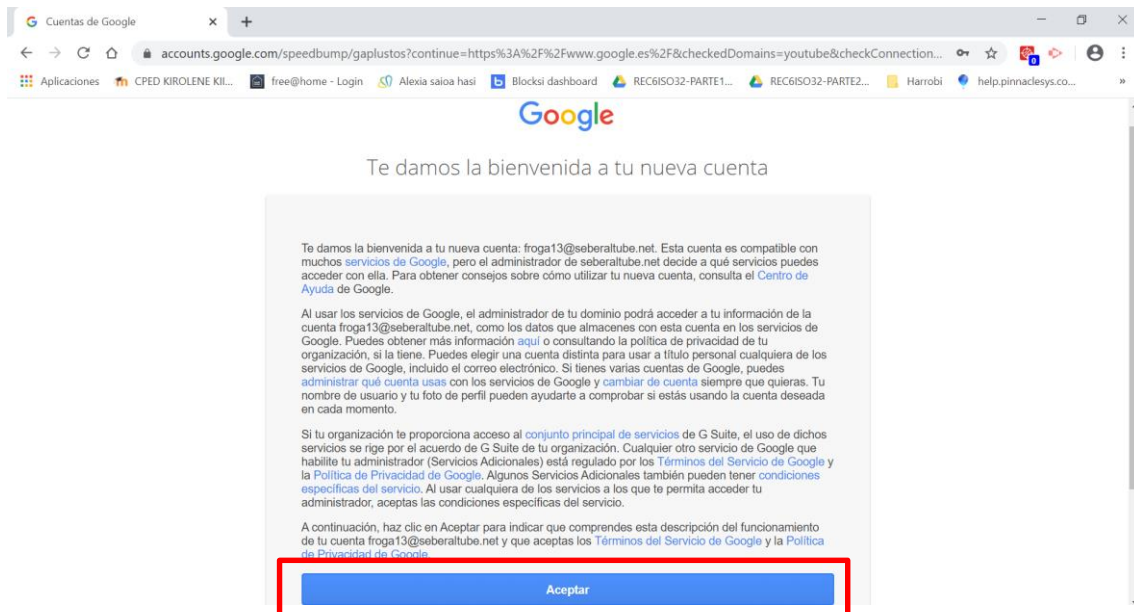 Cuentas de Google
accounts.google.com/speedbump/gaplustos?continue=https%3A%2F%2Fwww.google.es%2F&checkedDomains=youtube&checkConnection...
Aplicaciones CPED KIROLENE KII... free@home - Login Alexia saioa hasi Blocksi dashboard REC6ISO32-PARTE1... REC6ISO32-PARTE2... Harrobi help.pinnaclesys.co... »
Google
Te damos la bienvenida a tu nueva cuenta
Te damos la bienvenida a tu nueva cuenta: froga13@seberaltube.net. Esta cuenta es compatible con
muchos servicios de Google, pero el administrador de seberaltube.net decide a qué servicios puedes
acceder con ella. Para obtener consejos sobre cómo utilizar tu nueva cuenta, consulta el Centro de
Ayuda de Google.
Al usar los servicios de Google, el administrador de tu dominio podrá acceder a tu información de la
cuenta froga13@seberaltube.net, como los datos que almacenes con esta cuenta en los servicios de
Google. Puedes obtener más información aquí o consultando la política de privacidad de tu
organización, si la tiene. Puedes elegir una cuenta distinta para usar a título personal cualquiera de los
servicios de Google, incluido el correo electrónico. Si tienes varias cuentas de Google, puedes
administrar qué cuenta usas con los servicios de Google y cambiar de cuenta siempre que quieras. Tu
nombre de usuario y tu foto de perfil pueden ayudarte a comprobar si estás usando la cuenta deseada
en cada momento.
Si tu organización te proporciona acceso al conjunto principal de servicios de G Suite, el uso de dichos
servicios se rige por el acuerdo de G Suite de tu organización. Cualquier otro servicio de Google que
habilite tu administrador (Servicios Adicionales) está regulado por los Términos del Servicio de Google y
la Política de Privacidad de Google. Algunos Servicios Adicionales también pueden tener condiciones
específicas del servicio. Al usar cualquiera de los servicios a los que te permita acceder tu
administrador, aceptas las condiciones específicas del servicio.
A continuación, haz clic en Aceptar para indicar que comprendes esta descripción del funcionamiento
de tu cuenta froga13@seberaltube.net y que aceptas los Términos del Servicio de Google y la Política
de Privacidad de Google.
Aceptar